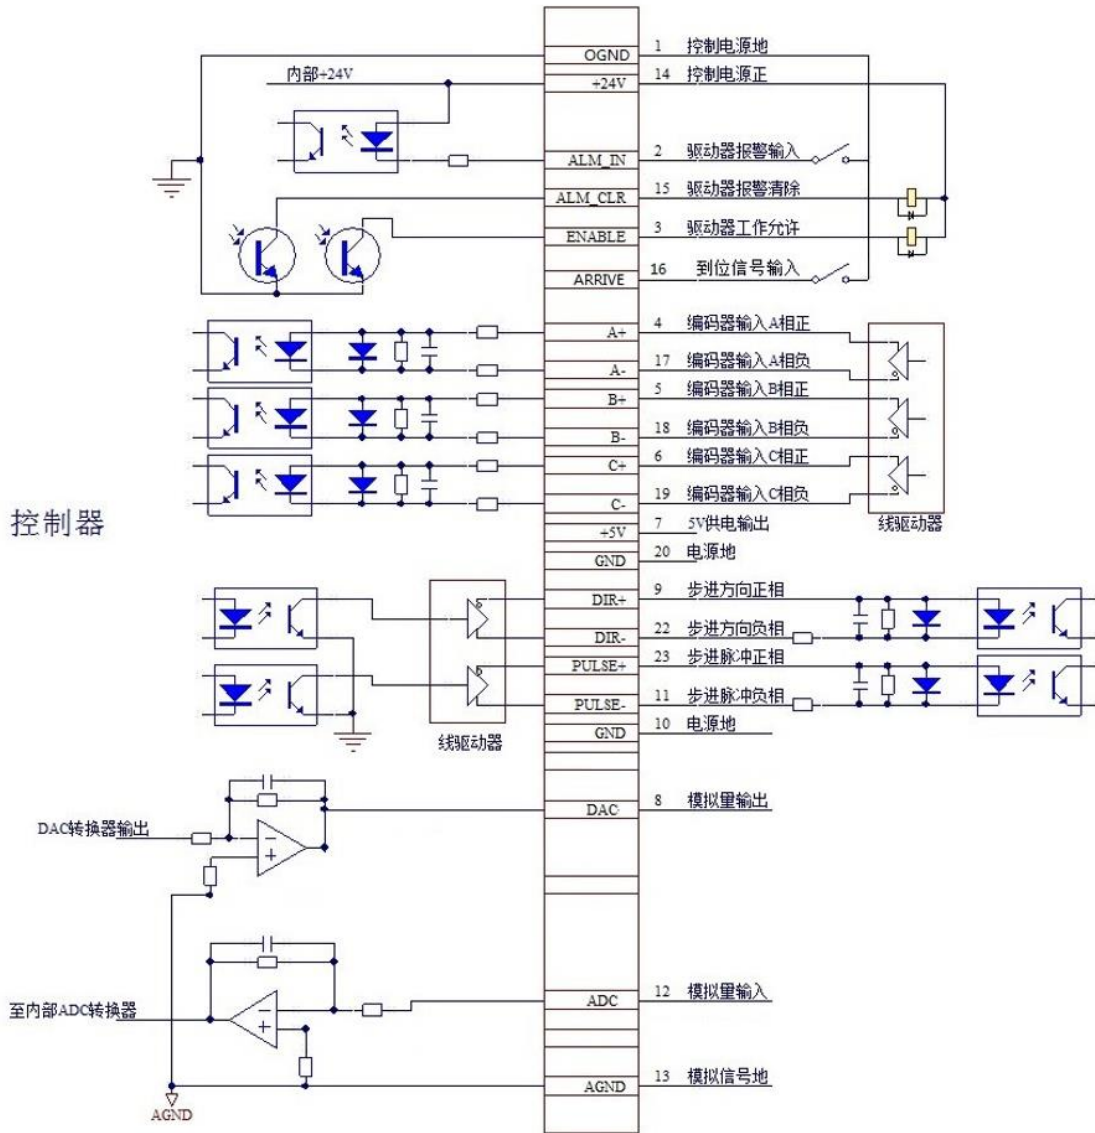 OGND 1 控制电源地
内部+24V +24V 14 控制电源正
ALM_IN 2 驱动器报警输入
ALM_CLR 15 驱动器报警清除
ENABLE 3 驱动器工作允许
ARRIVE 16 到位信号输入
A+ 4 编码器输入A相正
A- 17 编码器输入A相负
B+ 5 编码器输入B相正
B- 18 编码器输入B相负
C+ 6 编码器输入C相正
C- 19 编码器输入C相负
控制器
线驱动器
+5V 7 5V供电输出
GND 20 电源地
DIR+ 9 步进方向正相
DIR- 22 步进方向负相
PULSE+ 23 步进脉冲正相
PULSE- 11 步进脉冲负相
GND 10 电源地
线驱动器
DAC 8 模拟量输出
DAC转换器输出
ADC 12 模拟量输入
至内部ADC转换器
AGND 13 模拟信号地
AGND